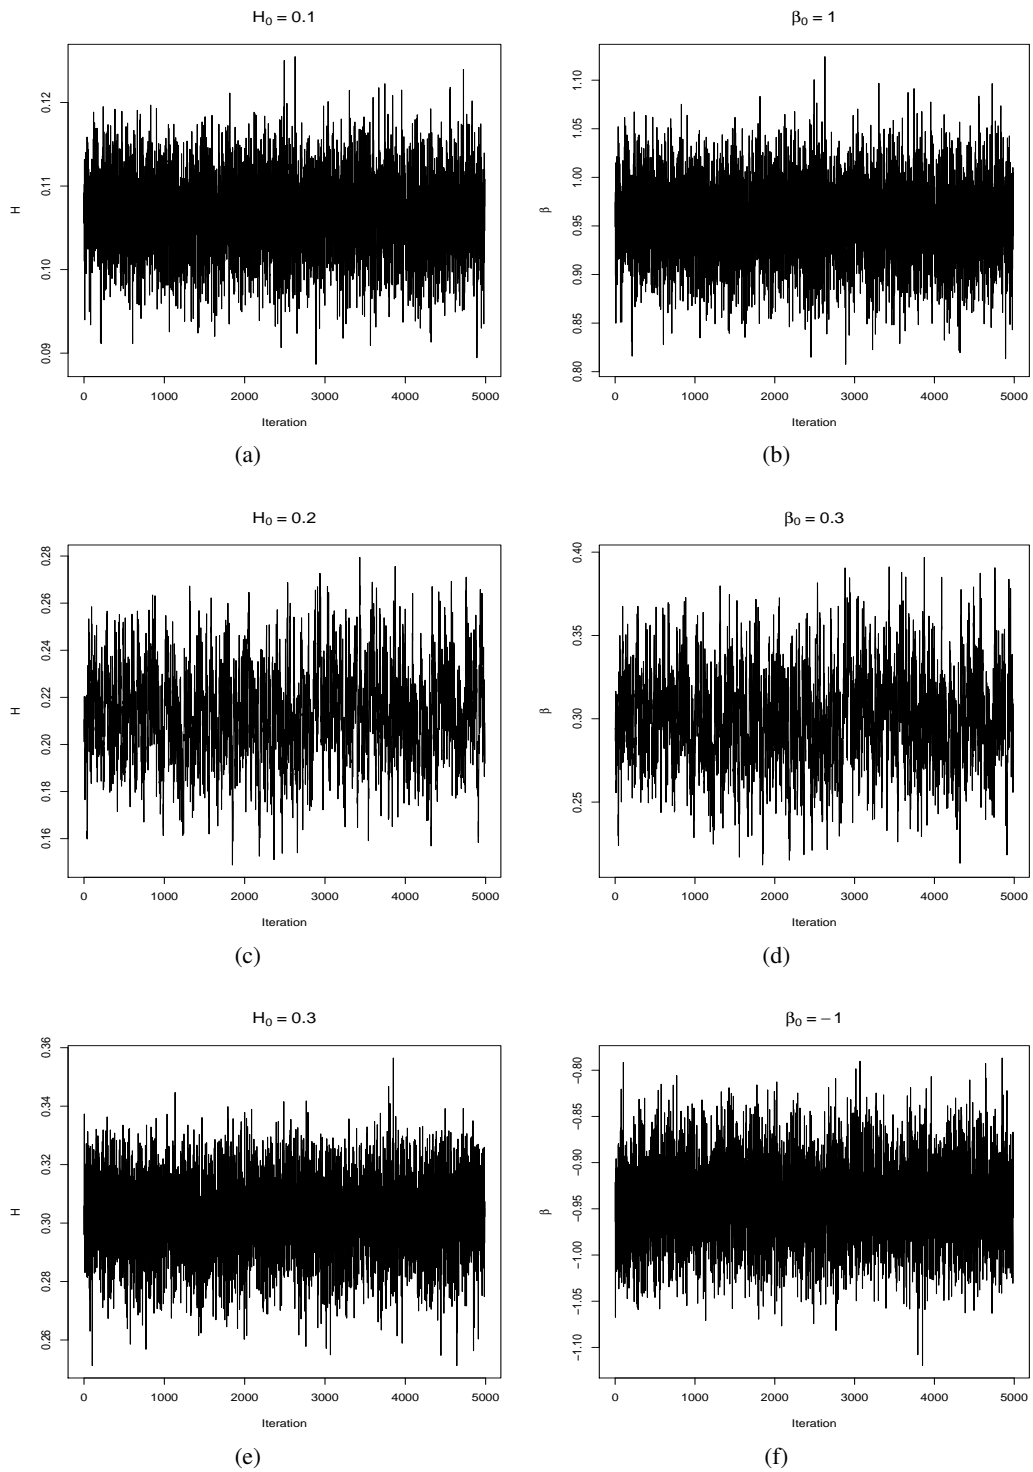 H₀ = 0.1
H
0.09 0.10 0.11 0.12
0 1000 2000 3000 4000 5000
Iteration
(a)
β₀ = 1
β
0.80 0.85 0.90 0.95 1.00 1.05 1.10
0 1000 2000 3000 4000 5000
Iteration
(b)
H₀ = 0.2
H
0.16 0.18 0.20 0.22 0.24 0.26 0.28
0 1000 2000 3000 4000 5000
Iteration
(c)
β₀ = 0.3
β
0.25 0.30 0.35 0.40
0 1000 2000 3000 4000 5000
Iteration
(d)
H₀ = 0.3
H
0.26 0.28 0.30 0.32 0.34 0.36
0 1000 2000 3000 4000 5000
Iteration
(e)
β₀ = −1
β
−1.10 −1.05 −1.00 −0.95 −0.90 −0.85 −0.80
0 1000 2000 3000 4000 5000
Iteration
(f)